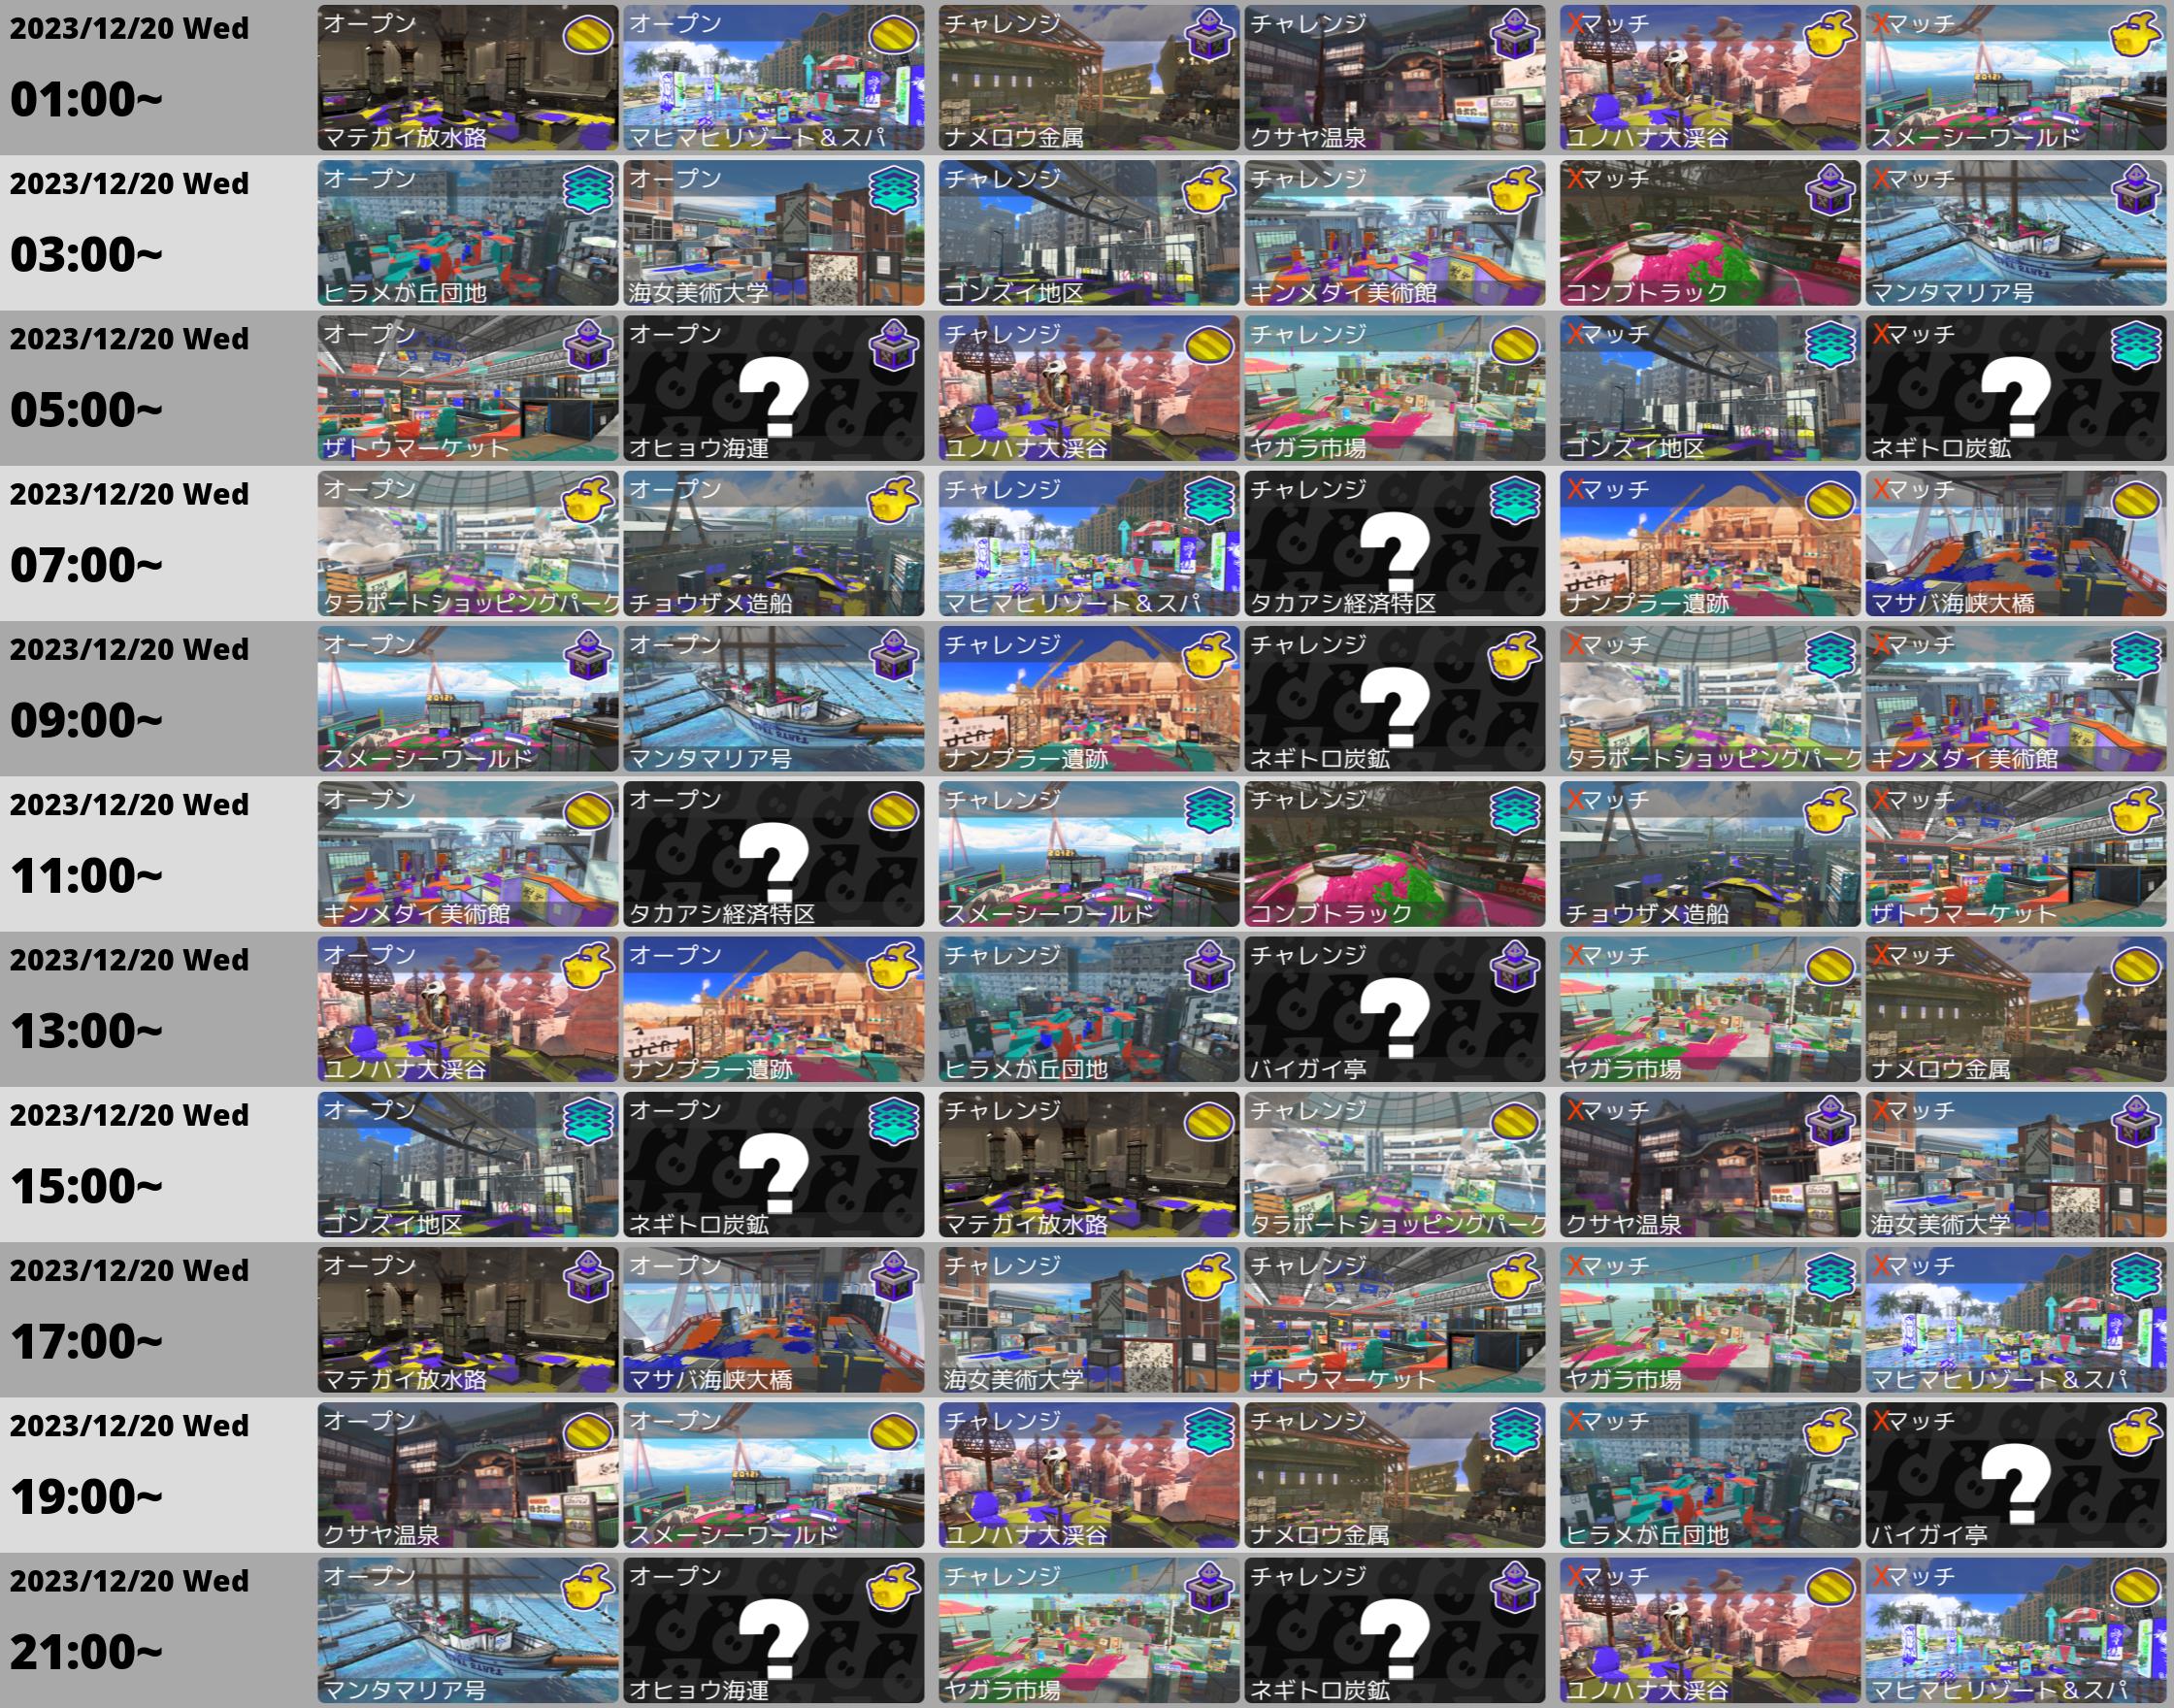 2023/12/20 Wed
01:00~
オープン
マテガイ放水路
オープン
マヒマヒリゾート＆スパ
チャレンジ
ナメロウ金属
チャレンジ
クサヤ温泉
Xマッチ
ユノハナ大渓谷
Xマッチ
スメーシーワールド
2023/12/20 Wed
03:00~
オープン
ヒラメが丘団地
オープン
海女美術大学
チャレンジ
ゴンズイ地区
チャレンジ
キンメダイ美術館
Xマッチ
コンブトラック
Xマッチ
マンタマリア号
2023/12/20 Wed
05:00~
オープン
ザトウマーケット
オープン
?
オヒョウ海運
チャレンジ
ユノハナ大渓谷
チャレンジ
ヤガラ市場
Xマッチ
ゴンズイ地区
Xマッチ
?
ネギトロ炭鉱
2023/12/20 Wed
07:00~
オープン
タラポートショッピングパーク
オープン
チョウザメ造船
チャレンジ
マヒマヒリゾート＆スパ
チャレンジ
?
タカアシ経済特区
Xマッチ
ナンプラー遺跡
Xマッチ
マサバ海峡大橋
2023/12/20 Wed
09:00~
オープン
スメーシーワールド
オープン
マンタマリア号
チャレンジ
ナンプラー遺跡
チャレンジ
?
ネギトロ炭鉱
Xマッチ
タラポートショッピングパーク
Xマッチ
キンメダイ美術館
2023/12/20 Wed
11:00~
オープン
キンメダイ美術館
オープン
?
タカアシ経済特区
チャレンジ
スメーシーワールド
チャレンジ
コンブトラック
Xマッチ
チョウザメ造船
Xマッチ
ザトウマーケット
2023/12/20 Wed
13:00~
オープン
ユノハナ大渓谷
オープン
ナンプラー遺跡
チャレンジ
ヒラメが丘団地
チャレンジ
?
バイガイ亭
Xマッチ
ヤガラ市場
Xマッチ
ナメロウ金属
2023/12/20 Wed
15:00~
オープン
ゴンズイ地区
オープン
?
ネギトロ炭鉱
チャレンジ
マテガイ放水路
チャレンジ
タラポートショッピングパーク
Xマッチ
クサヤ温泉
Xマッチ
海女美術大学
2023/12/20 Wed
17:00~
オープン
マテガイ放水路
オープン
マサバ海峡大橋
チャレンジ
海女美術大学
チャレンジ
ザトウマーケット
Xマッチ
ヤガラ市場
Xマッチ
マヒマヒリゾート＆スパ
2023/12/20 Wed
19:00~
オープン
クサヤ温泉
オープン
スメーシーワールド
チャレンジ
ユノハナ大渓谷
チャレンジ
ナメロウ金属
Xマッチ
ヒラメが丘団地
Xマッチ
?
バイガイ亭
2023/12/20 Wed
21:00~
オープン
マンタマリア号
オープン
?
オヒョウ海運
チャレンジ
ヤガラ市場
チャレンジ
?
ネギトロ炭鉱
Xマッチ
ユノハナ大渓谷
Xマッチ
マヒマヒリゾート＆スパ